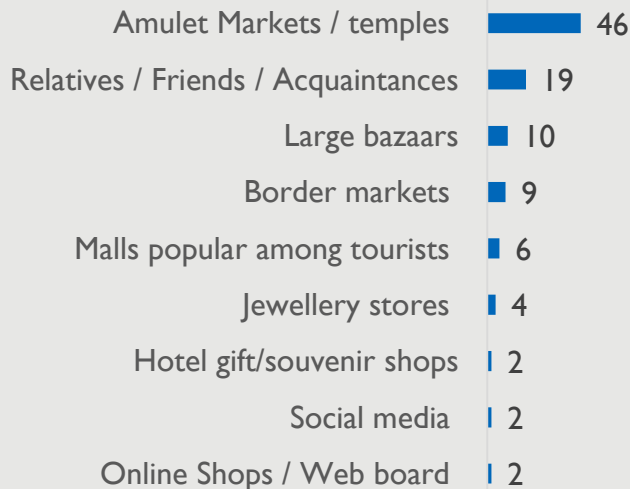 Amulet Markets / temples 46
Relatives / Friends / Acquaintances 19
Large bazaars 10
Border markets 9
Malls popular among tourists 6
Jewellery stores 4
Hotel gift/souvenir shops 2
Social media 2
Online Shops / Web board 2